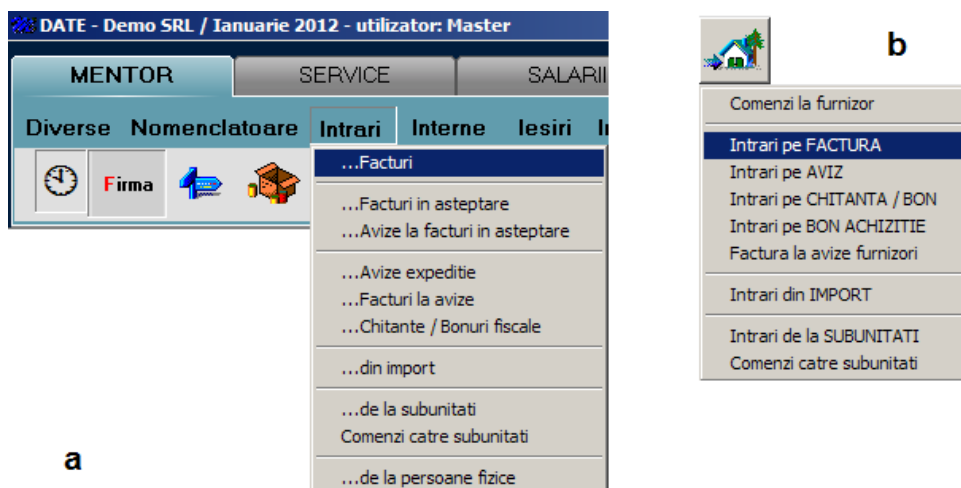 DATE - Demo SRL / Ianuarie 2012 - utilizator: Master
MENTOR SERVICE SALARII
Diverse Nomenclatoare Intrari Interne Iesiri
Firma
...Facturi
...Facturi in asteptare
...Avize la facturi in asteptare
...Avize expeditie
...Facturi la avize
...Chitante / Bonuri fiscale
...din import
...de la subunitati
Comenzi catre subunitati
...de la persoane fizice
a
b
Comenzi la furnizor
Intrari pe FACTURA
Intrari pe AVIZ
Intrari pe CHITANTA / BON
Intrari pe BON ACHIZITIE
Factura la avize furnizori
Intrari din IMPORT
Intrari de la SUBUNITATI
Comenzi catre subunitati